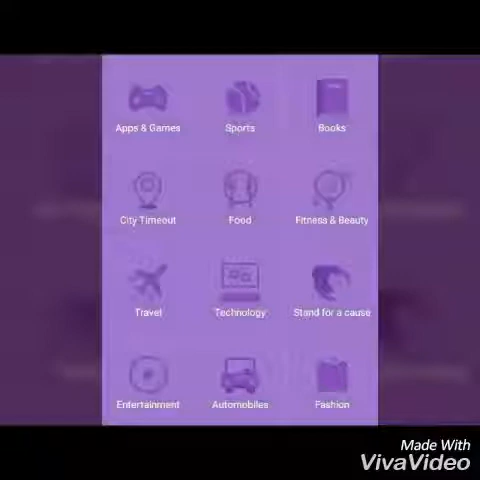 Apps & Games
Sports
Books
City Timeout
Food
Fitness & Beauty
Travel
Technology
Stand for a cause
Entertainment
Automobiles
Fashion
Made With
VivaVideo